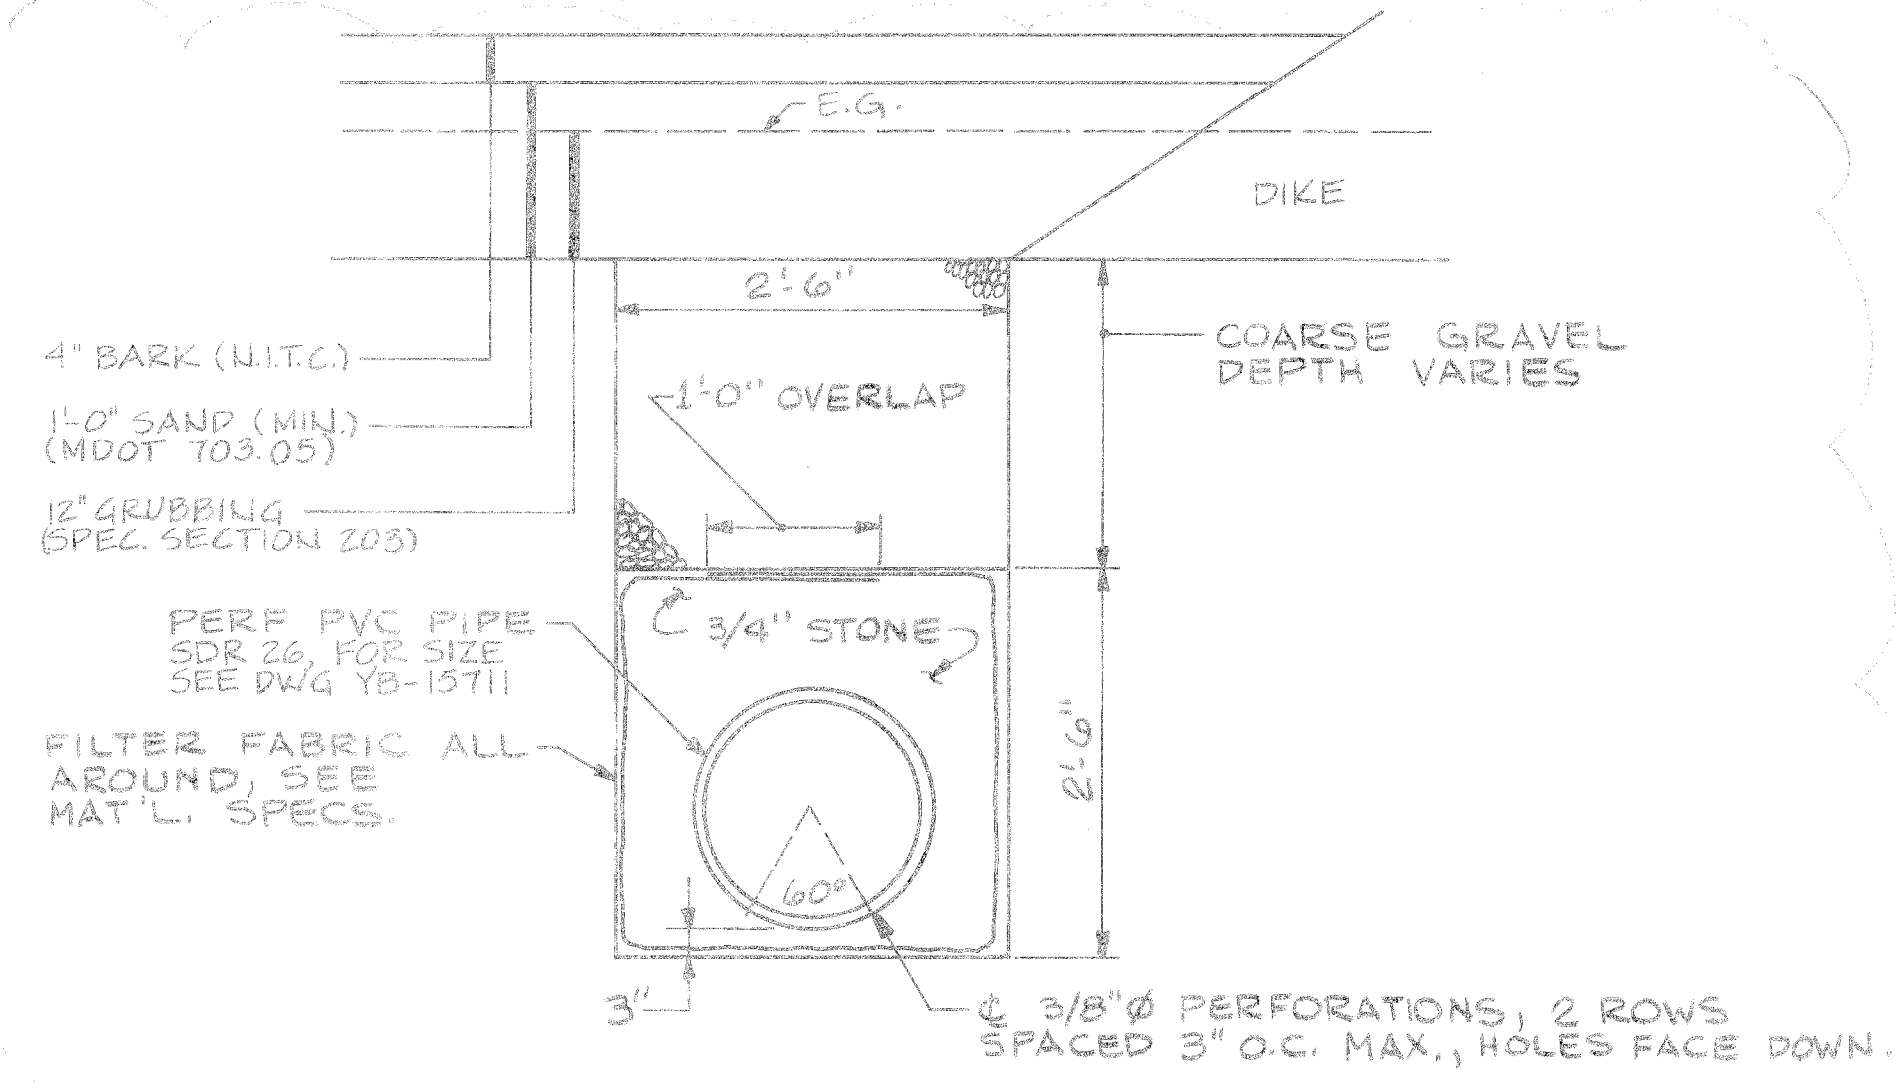 E.G.
DIKE
2'-6"
4" BARK (N.I.T.C.)
1'-0" SAND (MIN.)
(MDOT 703.05)
12" GRUBBING
(SPEC. SECTION 203)
COARSE GRAVEL
DEPTH VARIES
1'-0" OVERLAP
PERF PVC PIPE
SDR 26, FOR SIZE
SEE DWG YB-15711
3/4" STONE
FILTER FABRIC ALL
AROUND, SEE
MAT'L. SPECS.
2'-6"
60°
3"
℄ 3/8"Ø PERFORATIONS, 2 ROWS
SPACED 3" O.C. MAX., HOLES FACE DOWN.